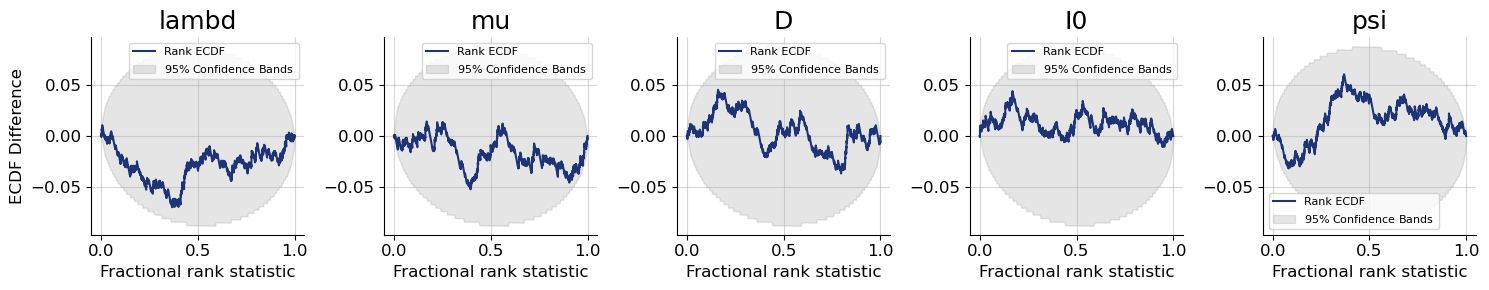 lambd
mu
D
I0
psi
ECDF Difference
0.05
0.00
−0.05
Rank ECDF
95% Confidence Bands
0.0
0.5
1.0
Fractional rank statistic
0.05
0.00
−0.05
Rank ECDF
95% Confidence Bands
0.0
0.5
1.0
Fractional rank statistic
0.05
0.00
−0.05
Rank ECDF
95% Confidence Bands
0.0
0.5
1.0
Fractional rank statistic
0.05
0.00
−0.05
Rank ECDF
95% Confidence Bands
0.0
0.5
1.0
Fractional rank statistic
0.05
0.00
−0.05
Rank ECDF
95% Confidence Bands
0.0
0.5
1.0
Fractional rank statistic